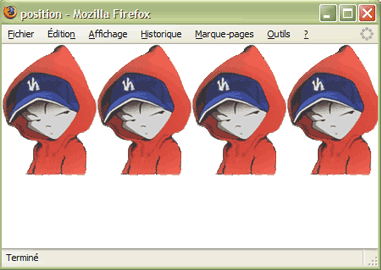 position - Mozilla Firefox
Fichier Édition Affichage Historique Marque-pages Outils ?
Terminé